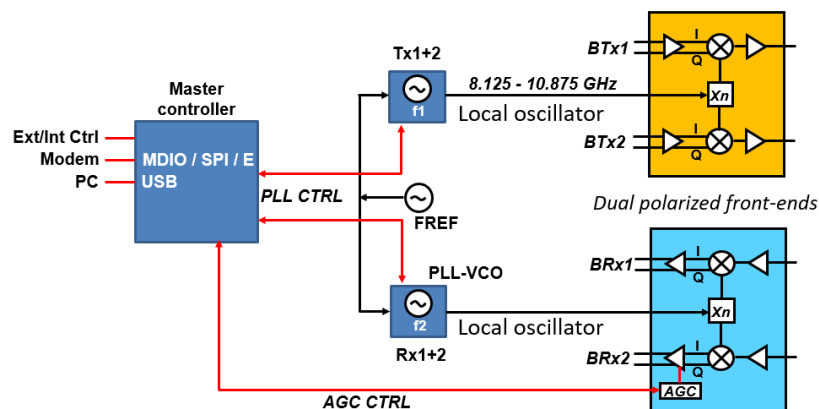 Tx1+2
f1
8.125 - 10.875 GHz
Local oscillator
BTx1
I
Q
Xn
BTx2
I
Q
Master
controller
Ext/Int Ctrl
Modem
PC
MDIO / SPI / E
USB
PLL CTRL
FREF
Dual polarized front-ends
PLL-VCO
f2
Rx1+2
Local oscillator
BRx1
I
Q
Xn
BRx2
I
Q
AGC
AGC CTRL